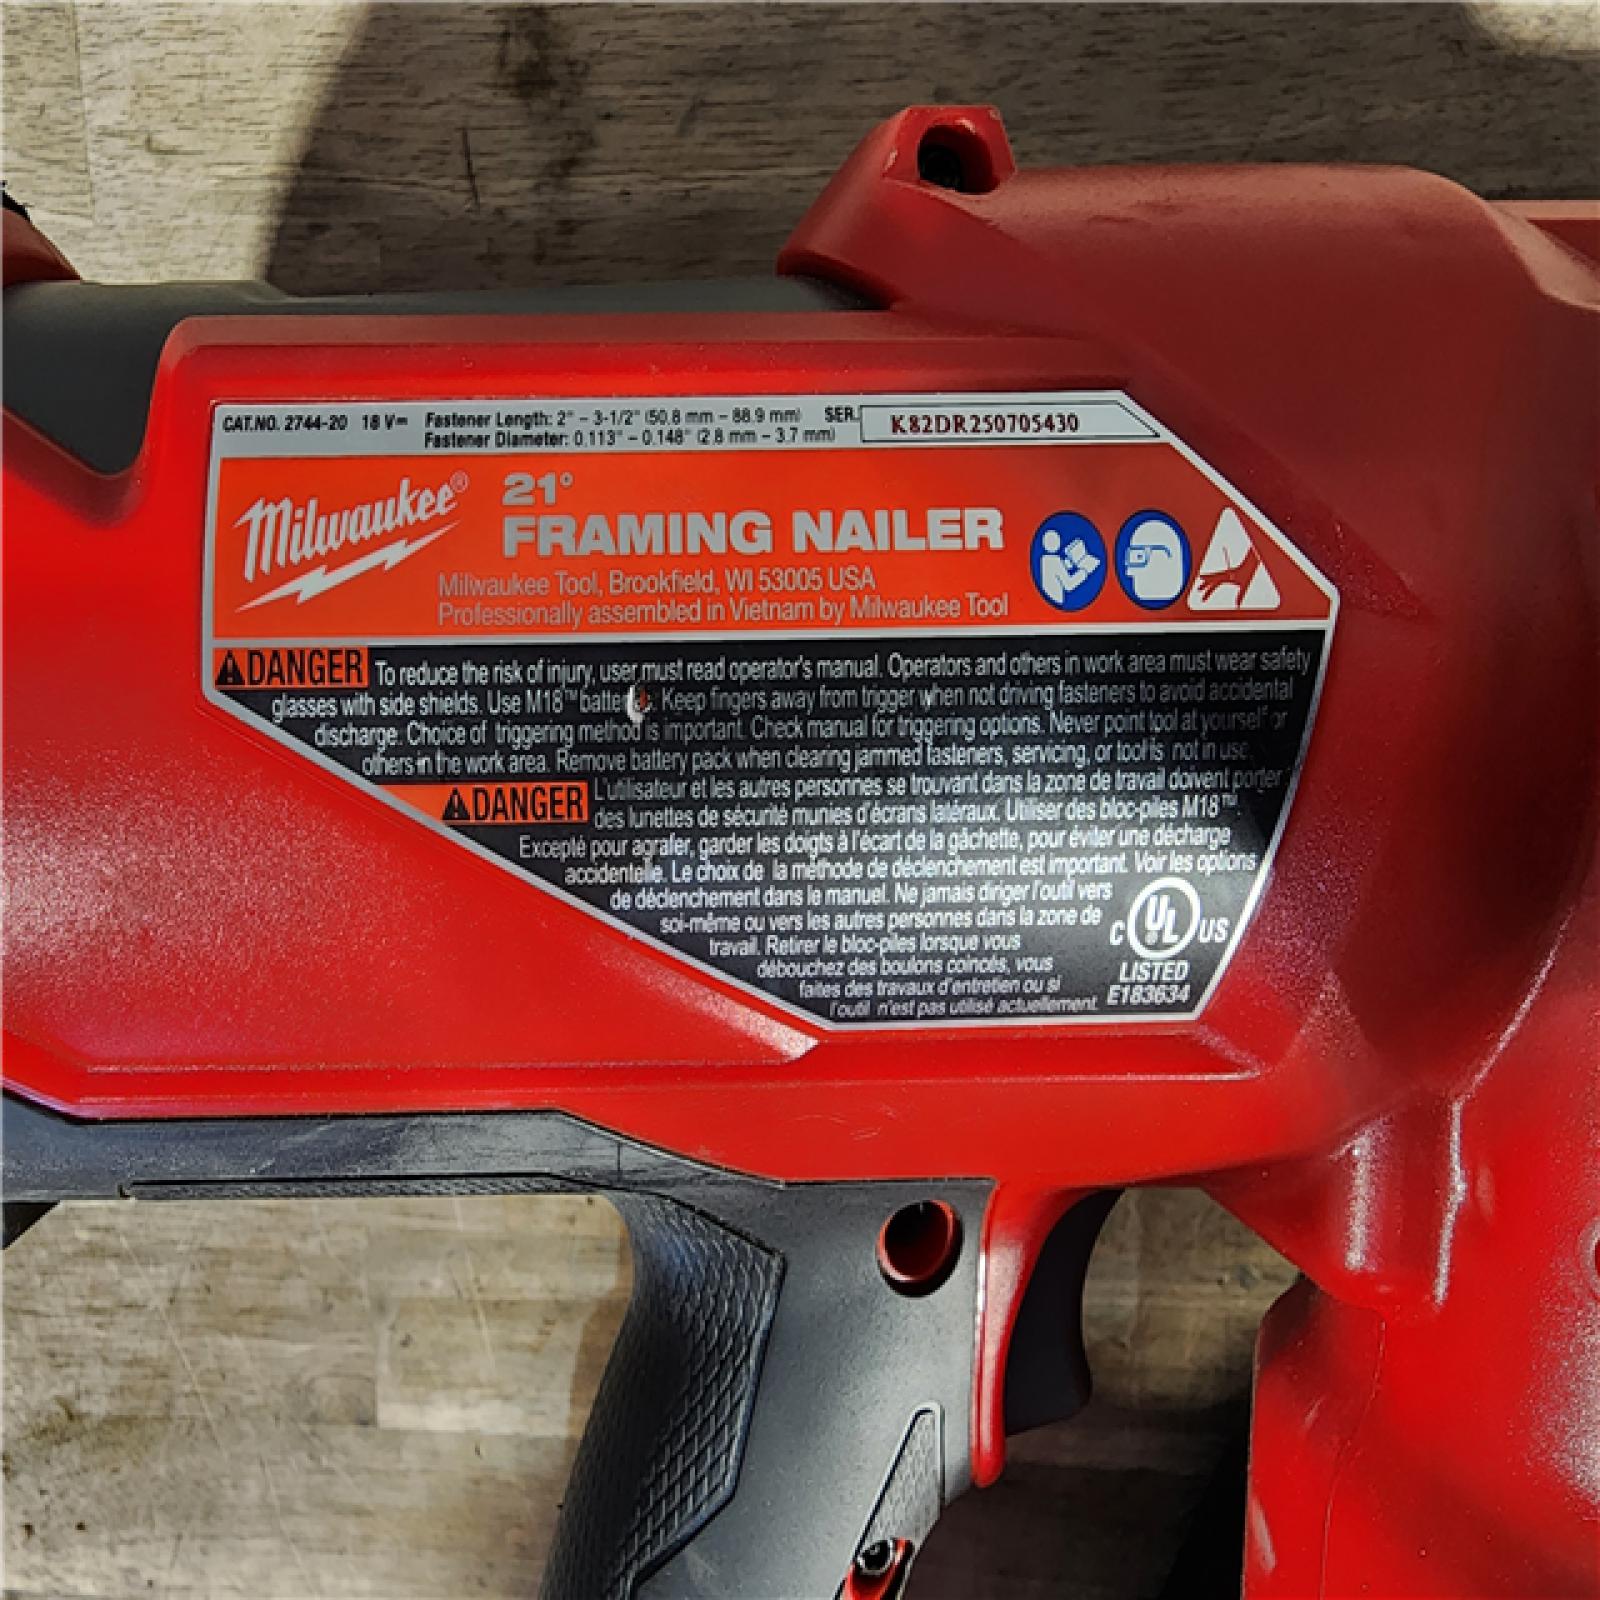 CAT.NO. 2744-20 18 V⎓ Fastener Length: 2" – 3-1/2" (50.8 mm – 88.9 mm) SER. K82DR250705430
Fastener Diameter: 0.113" – 0.148" (2.8 mm – 3.7 mm)
Milwaukee®
21°
FRAMING NAILER
Milwaukee Tool, Brookfield, WI 53005 USA
Professionally assembled in Vietnam by Milwaukee Tool
DANGER To reduce the risk of injury, user must read operator's manual. Operators and others in work area must wear safety
glasses with side shields. Use M18™ Keep fingers away from trigger when not driving fasteners to avoid accidental
discharge. Choice of triggering method is important. Check manual for triggering options. Never point tool at yourself or
others in the work area. Remove battery pack when clearing jammed fasteners, servicing, or tool is not in use.
DANGER L'utilisateur et les autres personnes se trouvant dans la zone de travail doivent porter
des lunettes de sécurité munies d'écrans latéraux. Utiliser des bloc-piles M18™.
Excepté pour agrafer, garder les doigts à l'écart de la gâchette, pour éviter une décharge
accidentelle. Le choix de la méthode de déclenchement est important. Voir les options
de déclenchement dans le manuel. Ne jamais diriger l'outil vers
soi-même ou vers les autres personnes dans la zone de
travail. Retirer le bloc-piles lorsque vous
débouchez des boulons coincés, vous
faites des travaux d'entretien ou si
l'outil n'est pas utilisé actuellement.
C UL US
LISTED
E183634